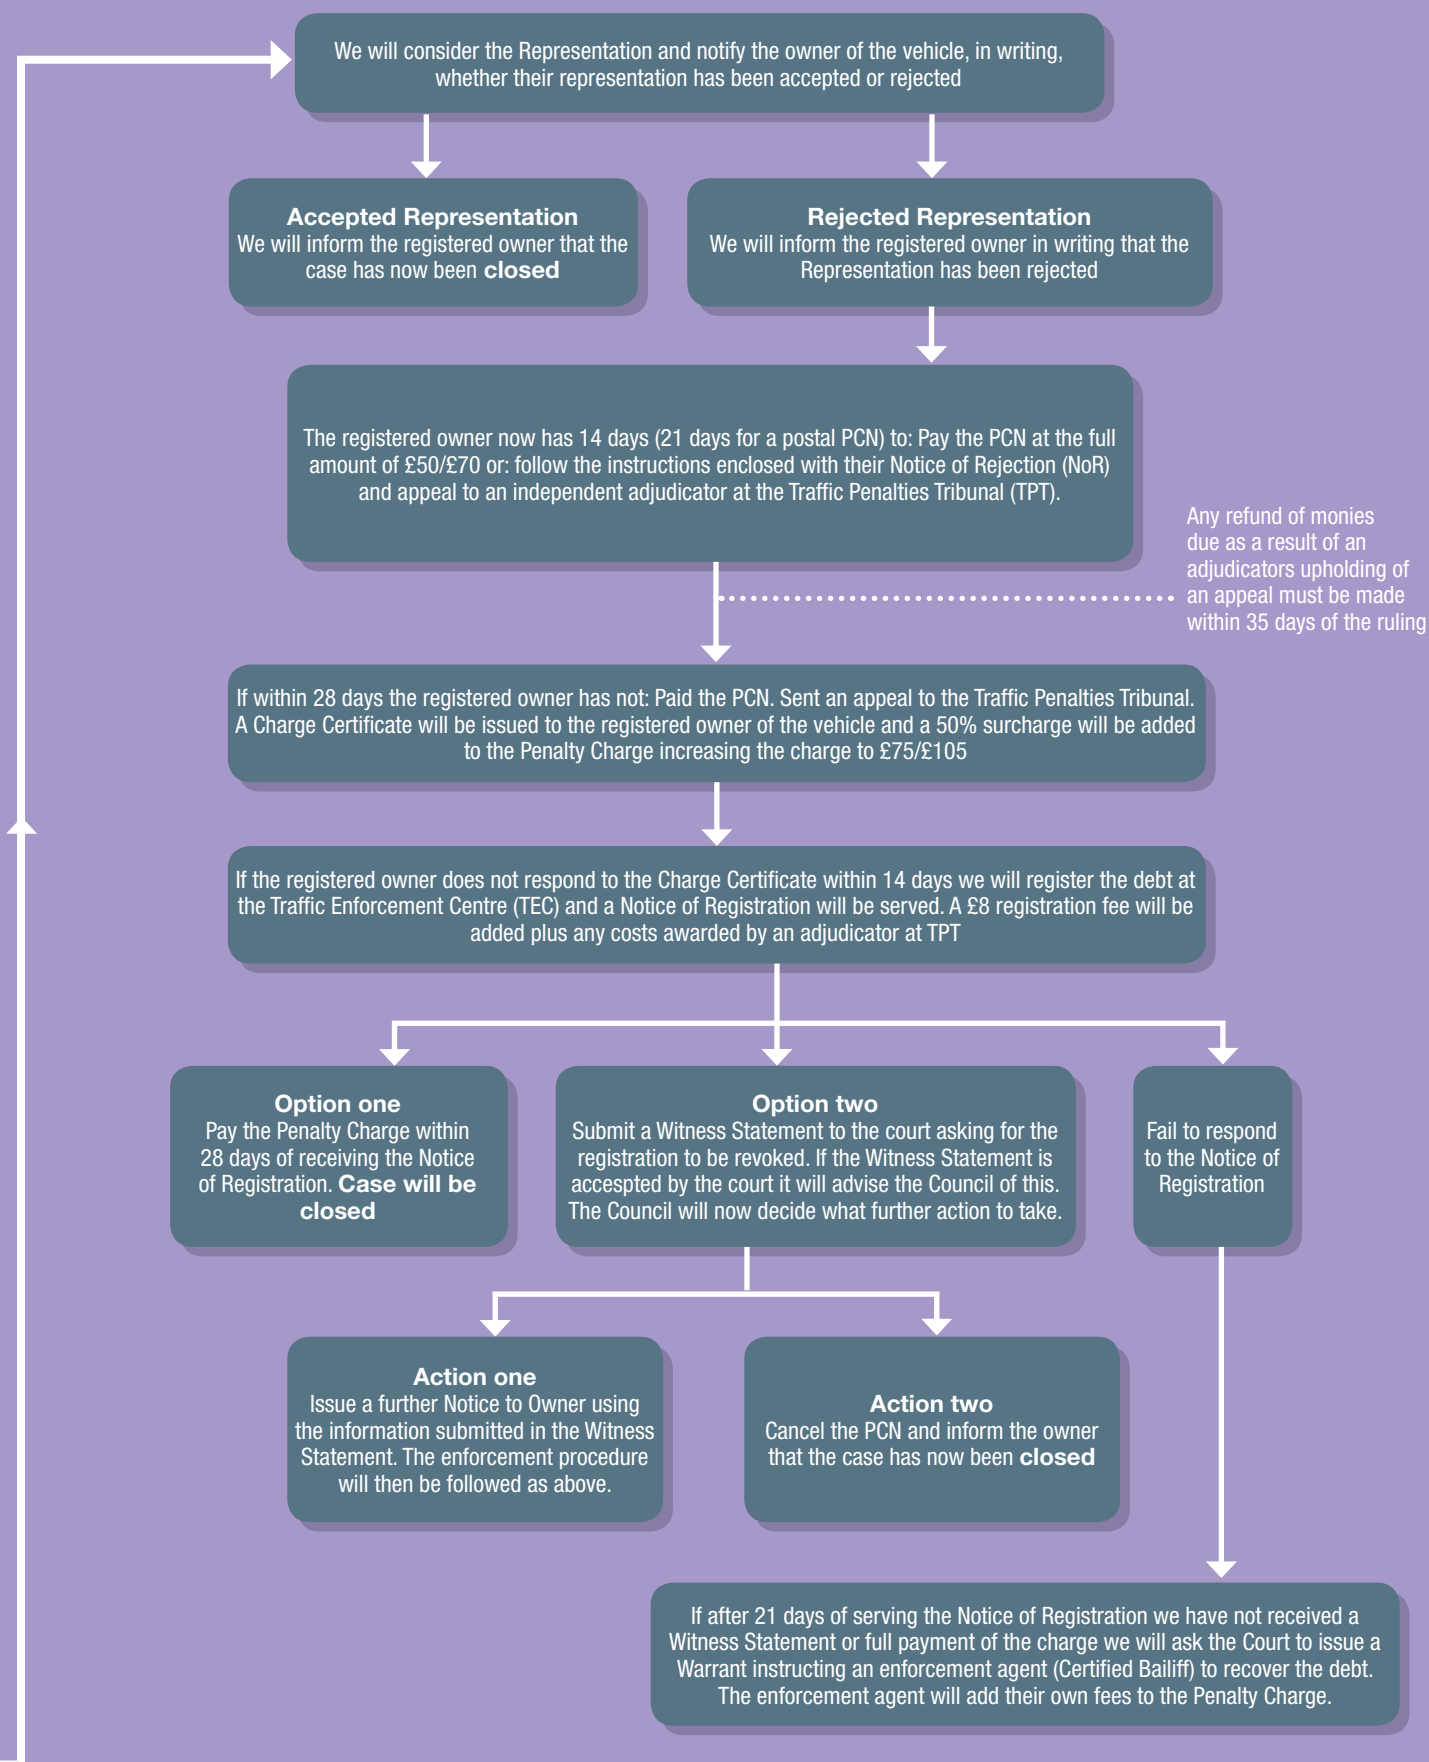 We will consider the Representation and notify the owner of the vehicle, in writing,
whether their representation has been accepted or rejected
Accepted Representation
We will inform the registered owner that the
case has now been closed
Rejected Representation
We will inform the registered owner in writing that the
Representation has been rejected
The registered owner now has 14 days (21 days for a postal PCN) to: Pay the PCN at the full
amount of £50/£70 or: follow the instructions enclosed with their Notice of Rejection (NoR)
and appeal to an independent adjudicator at the Traffic Penalties Tribunal (TPT).
Any refund of monies
due as a result of an
adjudicators upholding of
an appeal must be made
within 35 days of the ruling
If within 28 days the registered owner has not: Paid the PCN. Sent an appeal to the Traffic Penalties Tribunal.
A Charge Certificate will be issued to the registered owner of the vehicle and a 50% surcharge will be added
to the Penalty Charge increasing the charge to £75/£105
If the registered owner does not respond to the Charge Certificate within 14 days we will register the debt at
the Traffic Enforcement Centre (TEC) and a Notice of Registration will be served. A £8 registration fee will be
added plus any costs awarded by an adjudicator at TPT
Option one
Pay the Penalty Charge within
28 days of receiving the Notice
of Registration. Case will be
closed
Option two
Submit a Witness Statement to the court asking for the
registration to be revoked. If the Witness Statement is
accespted by the court it will advise the Council of this.
The Council will now decide what further action to take.
Fail to respond
to the Notice of
Registration
Action one
Issue a further Notice to Owner using
the information submitted in the Witness
Statement. The enforcement procedure
will then be followed as above.
Action two
Cancel the PCN and inform the owner
that the case has now been closed
If after 21 days of serving the Notice of Registration we have not received a
Witness Statement or full payment of the charge we will ask the Court to issue a
Warrant instructing an enforcement agent (Certified Bailiff) to recover the debt.
The enforcement agent will add their own fees to the Penalty Charge.